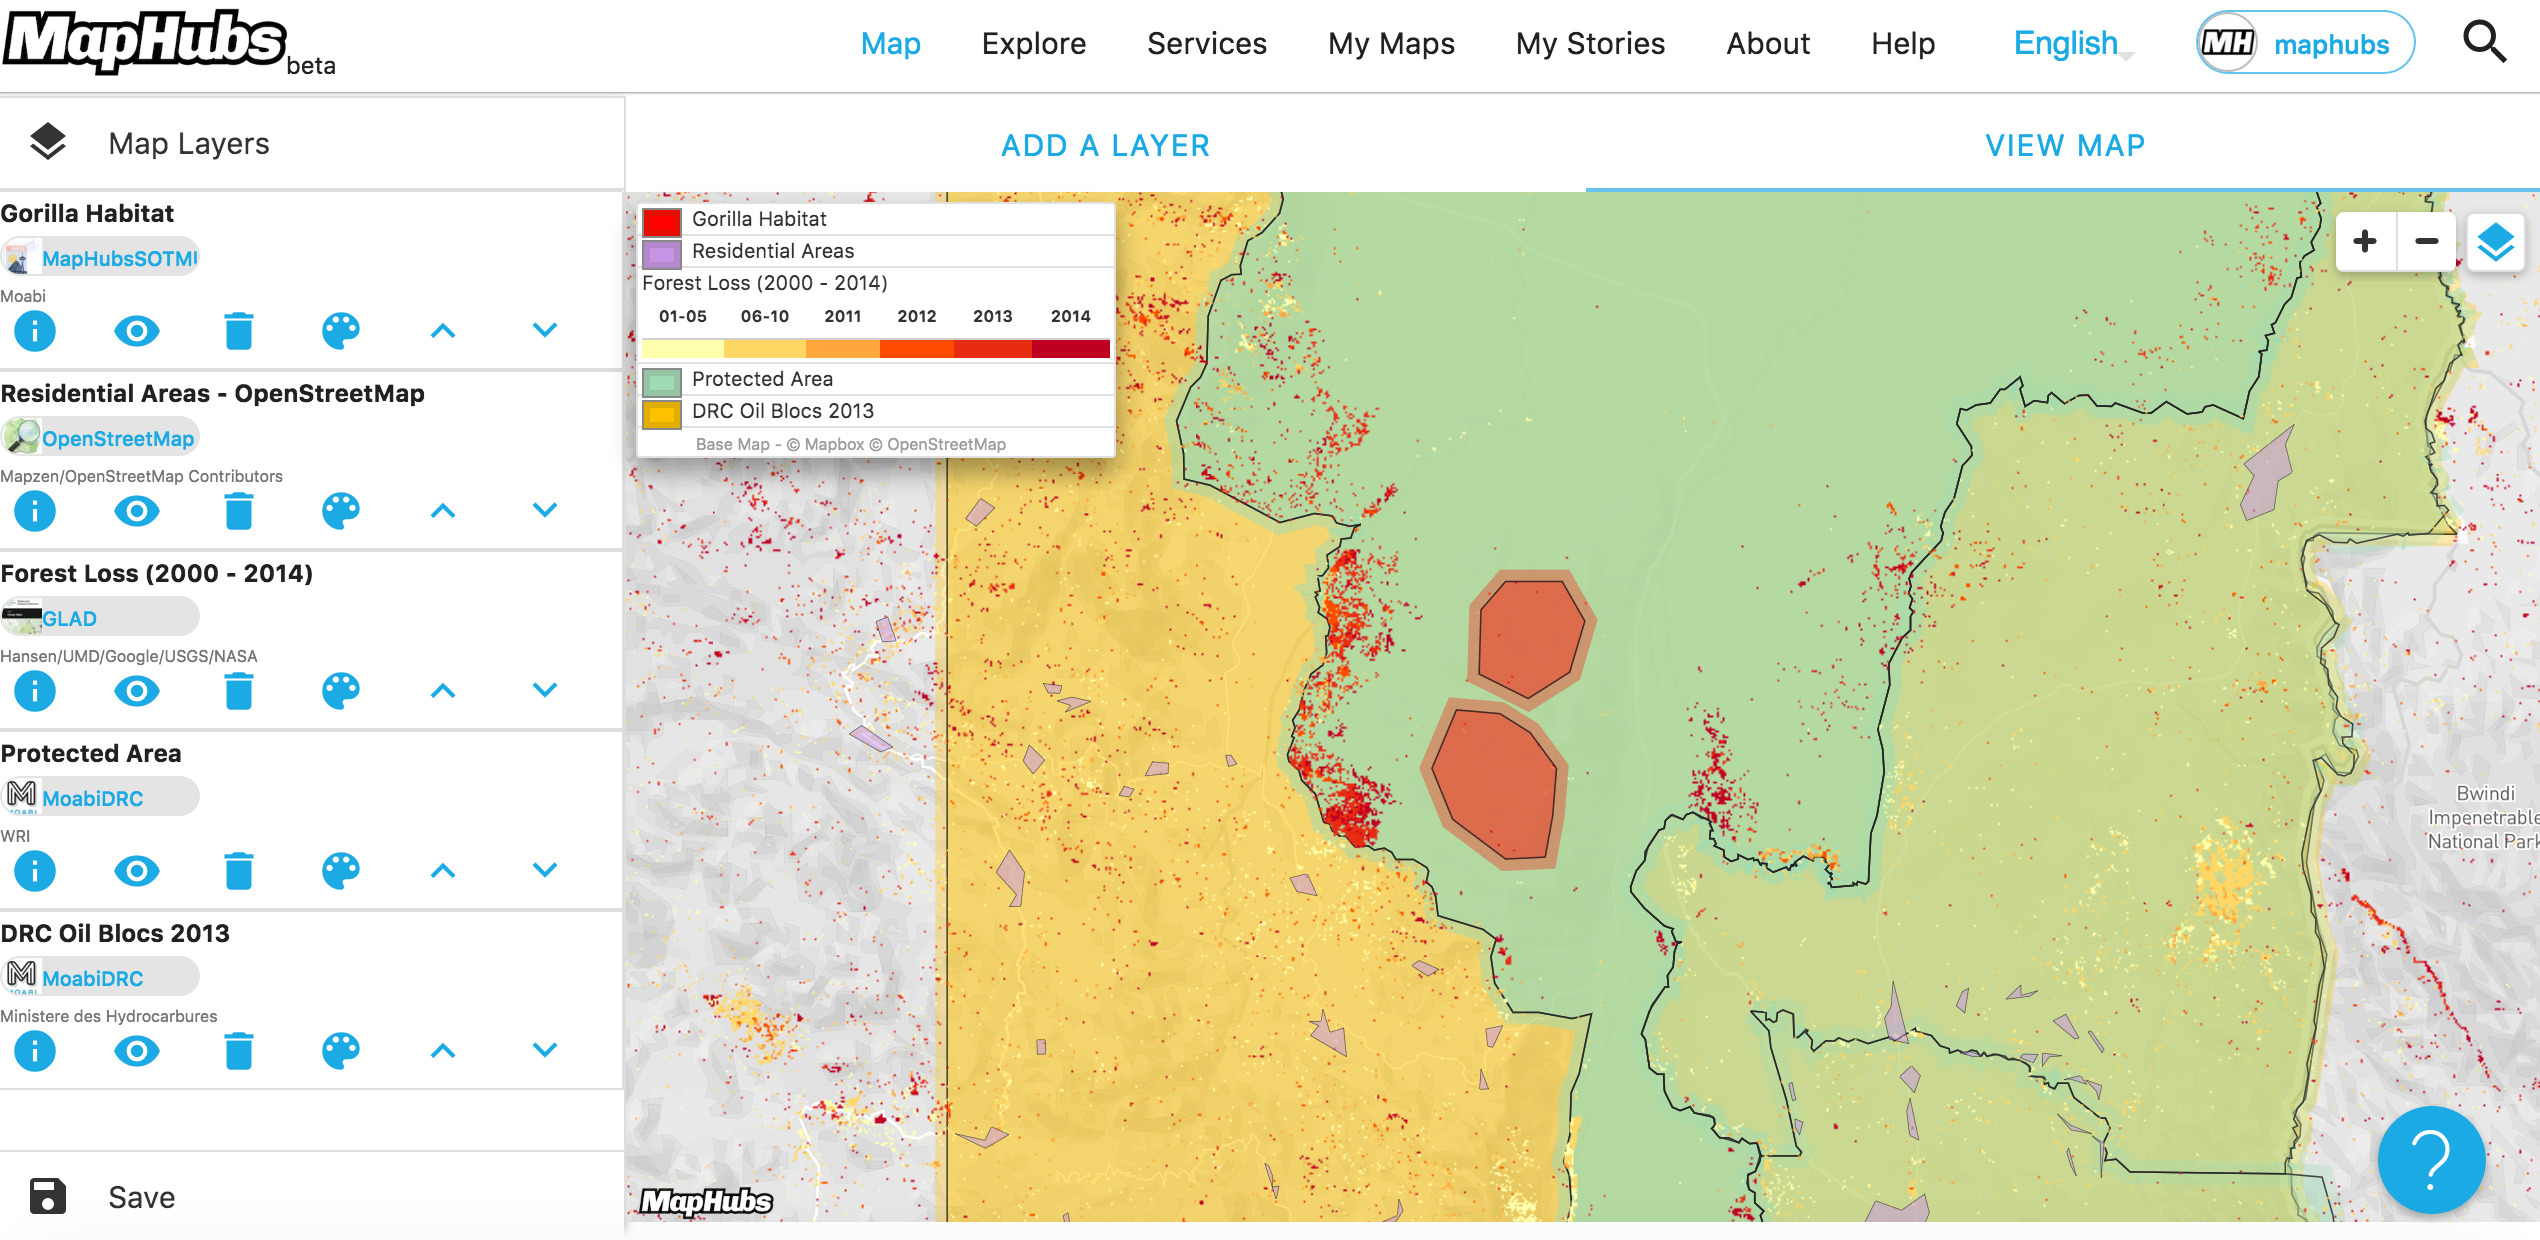 MapHubs beta
Map Explore Services My Maps My Stories About Help English MH maphubs
Map Layers
ADD A LAYER VIEW MAP
Gorilla Habitat
MapHubsSOTM
Moabi
Residential Areas - OpenStreetMap
OpenStreetMap
Mapzen/OpenStreetMap Contributors
Forest Loss (2000 - 2014)
GLAD
Hansen/UMD/Google/USGS/NASA
Protected Area
M MOABI MoabiDRC
WRI
DRC Oil Blocs 2013
M MOABI MoabiDRC
Ministere des Hydrocarbures
Save
Gorilla Habitat
Residential Areas
Forest Loss (2000 - 2014)
01-05 06-10 2011 2012 2013 2014
Protected Area
DRC Oil Blocs 2013
Base Map - © Mapbox © OpenStreetMap
+ −
Bwindi
Impenetrable
National Park
MapHubs
?